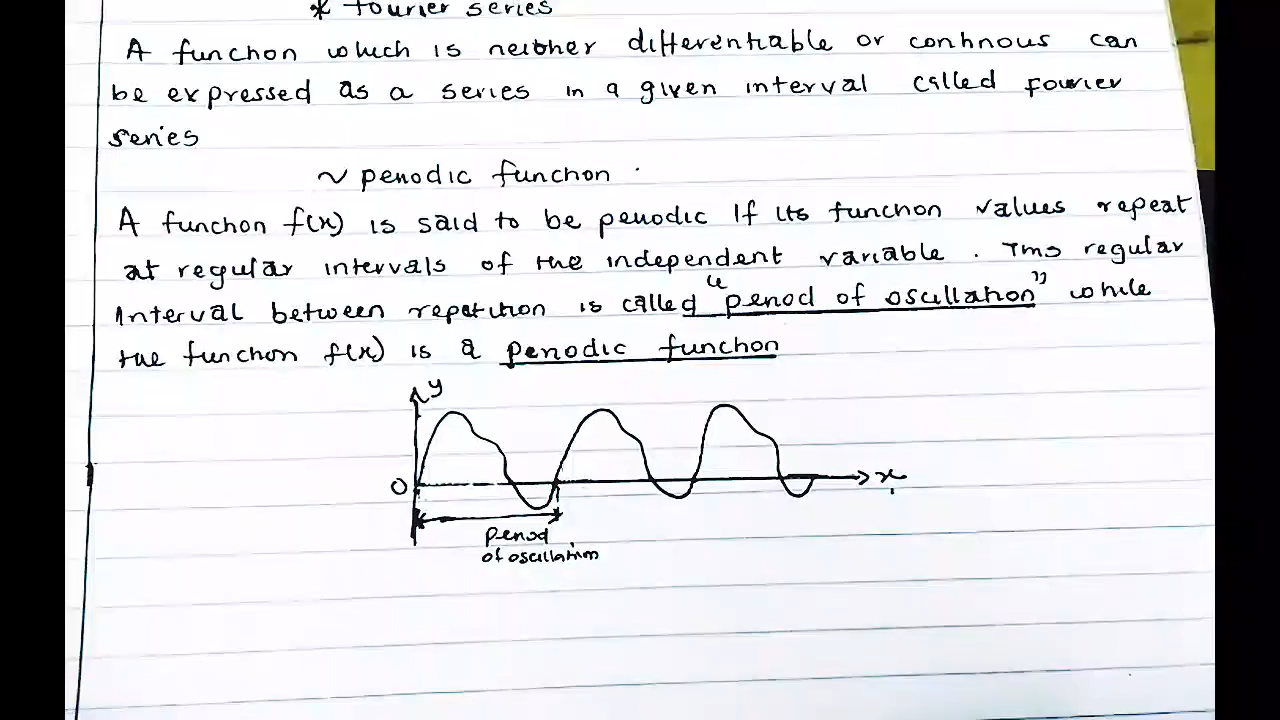 * Fourier series
A function which is neither differentiable or continous can
be expressed as a series in a given interval called fourier
series
~ periodic function
A function f(x) is said to be periodic If its function values repeat
at regular intervals of the independent variable. This regular
Interval between repetition is called "period of oscillation" while
the function f(x) is a periodic function
y
O
x
period
of oscillation